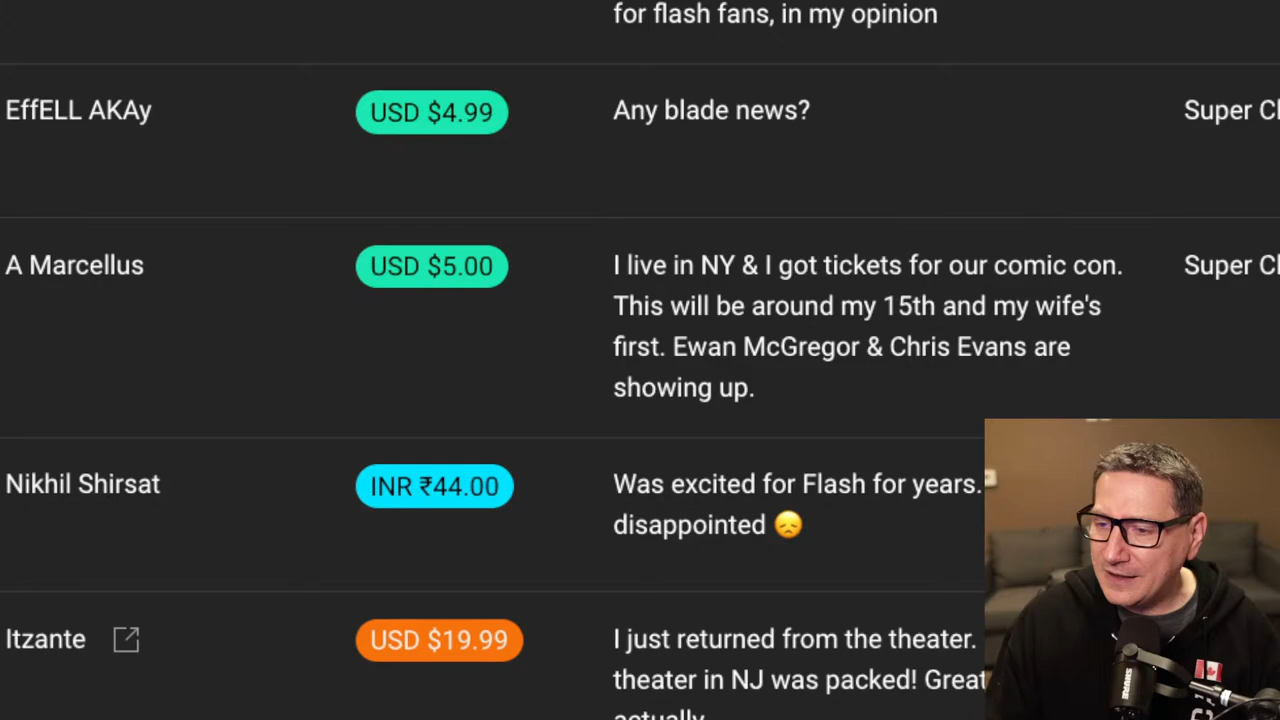 for flash fans, in my opinion
EffELL AKAy
USD $4.99
Any blade news?
Super
A Marcellus
USD $5.00
I live in NY & I got tickets for our comic con.
Super
This will be around my 15th and my wife's
first. Ewan McGregor & Chris Evans are
showing up.
Nikhil Shirsat
INR ₹44.00
Was excited for Flash for years.
disappointed 😞
Itzante
USD $19.99
I just returned from the theater.
theater in NJ was packed! Great
actually
SHURE